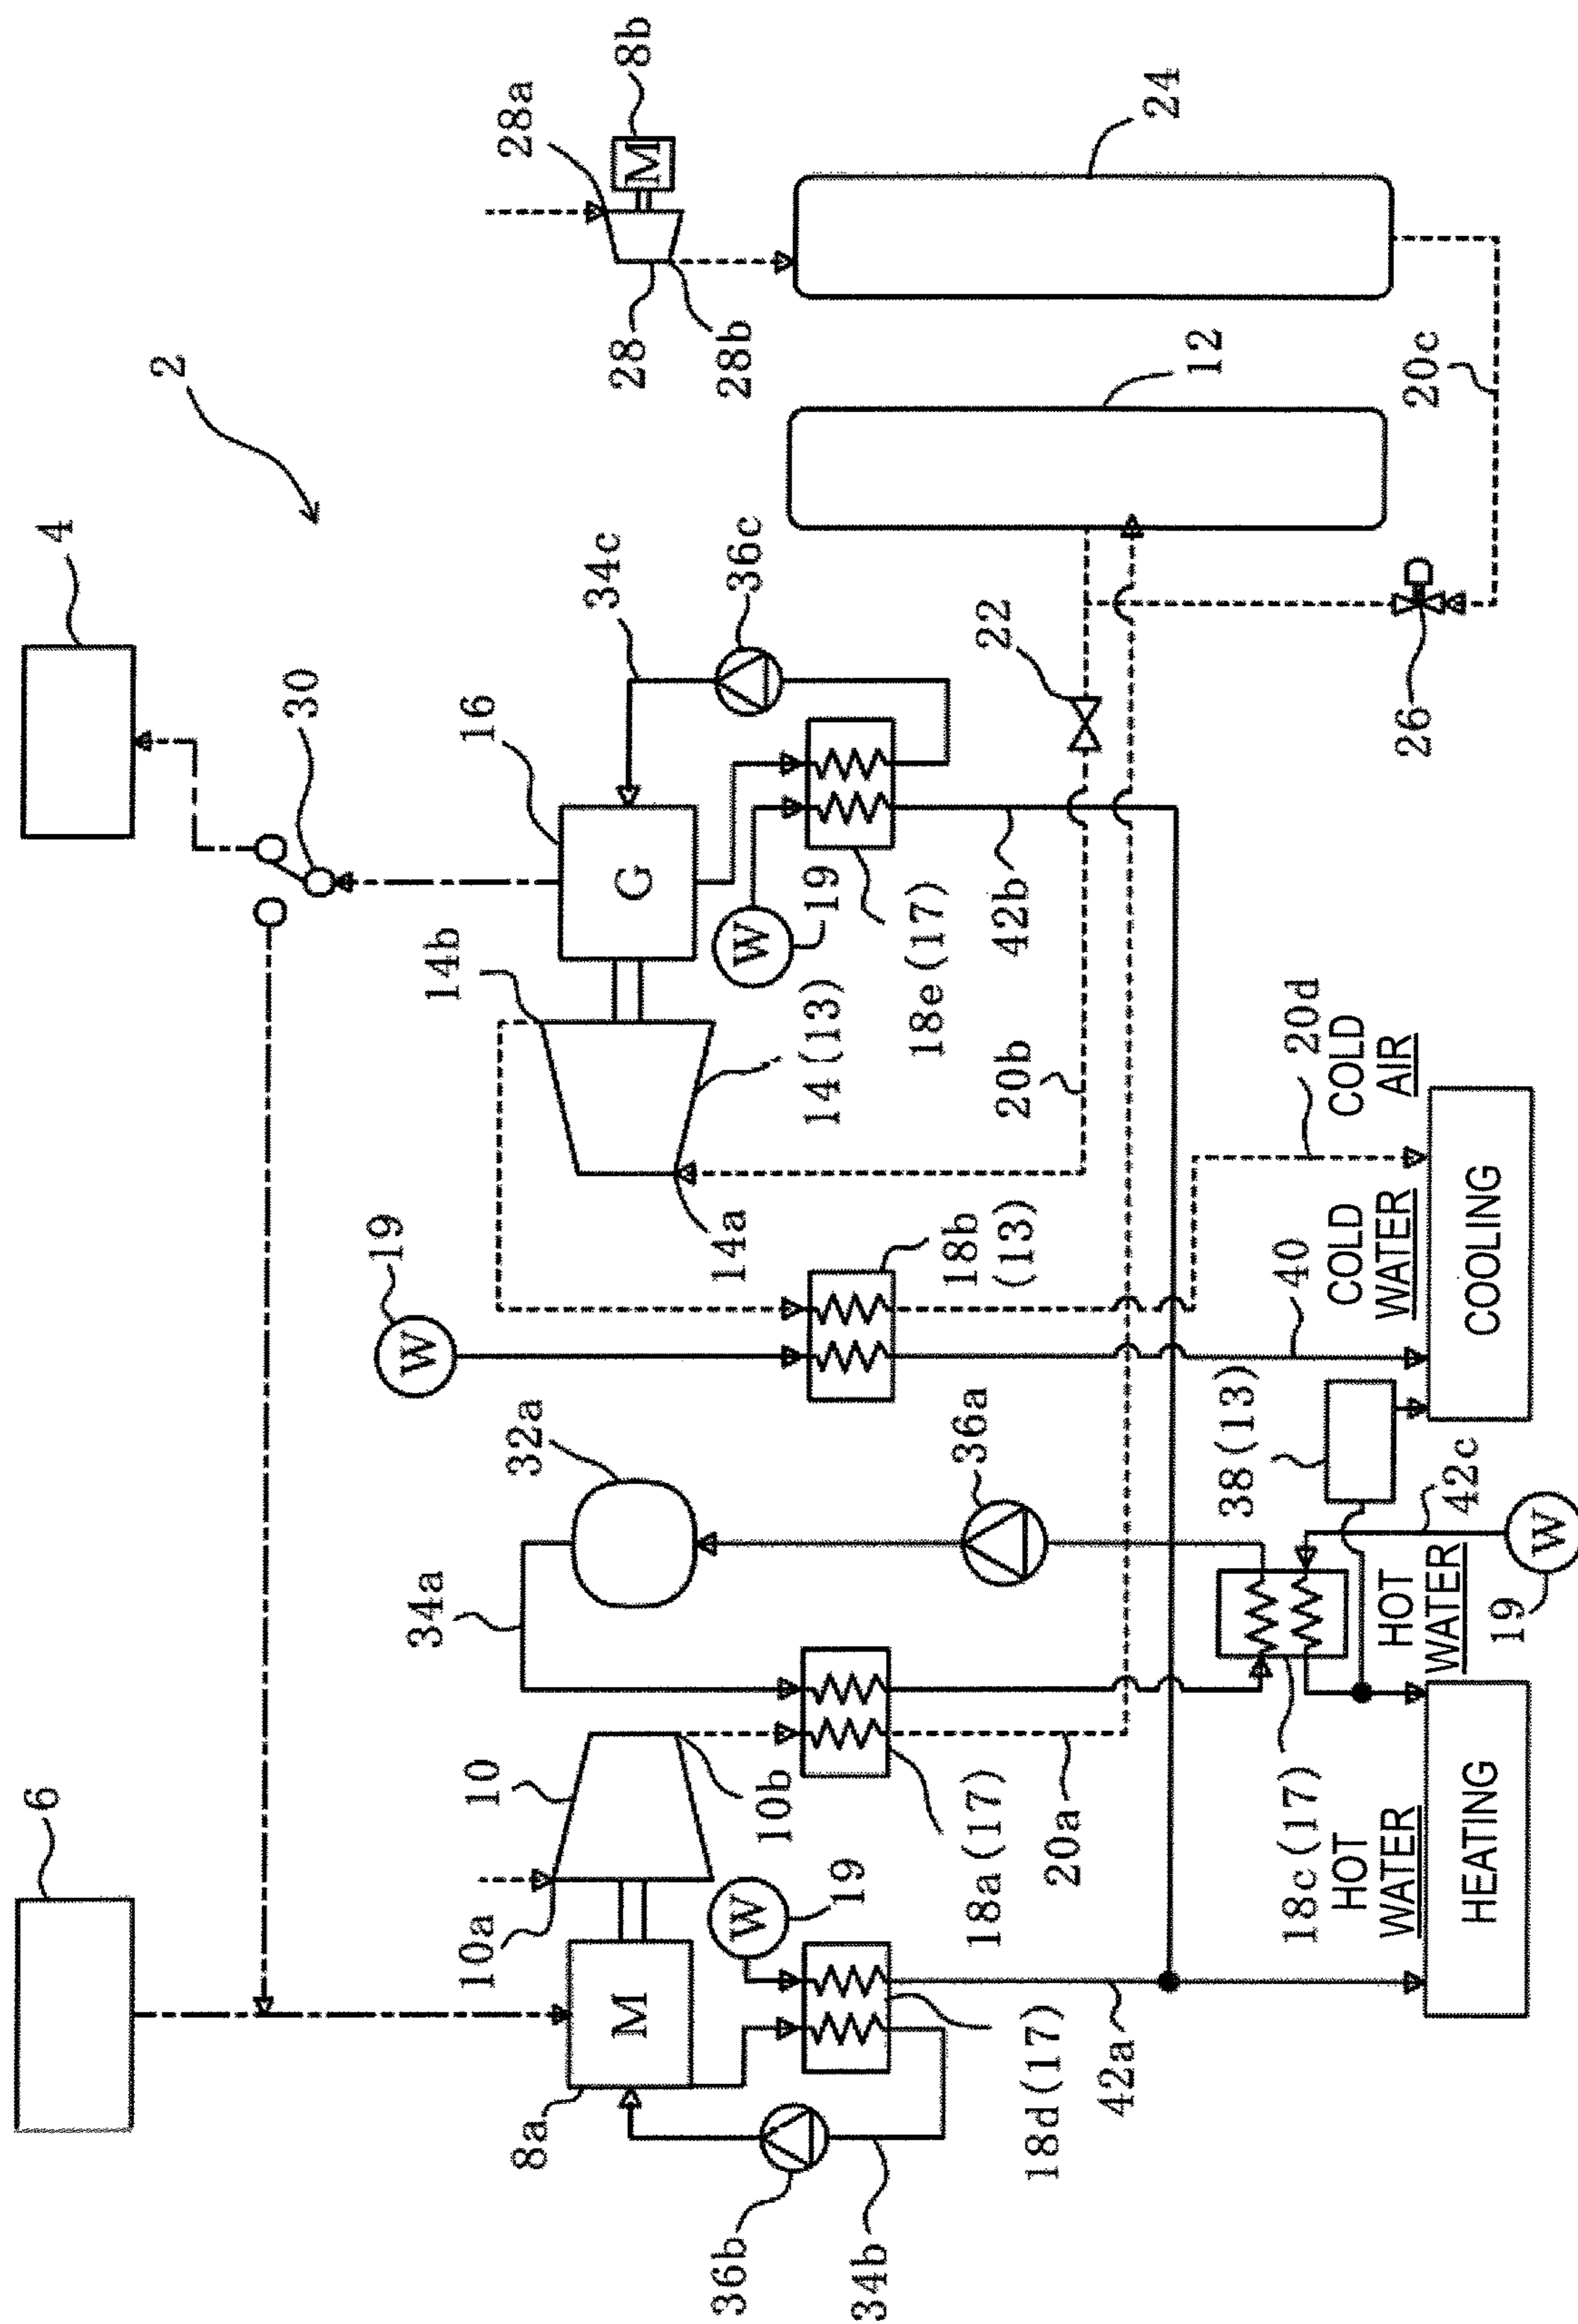 6
4
2
30
8a
M
10a
10
10b
36b
34b
18d(17)
42a
W
19
18a(17)
20a
34a
32a
36a
19
W
18b
(13)
14a
14b
14(13)
G
16
34c
36c
W
19
18e(17)
42b
20b
22
28a
M
8b
28
28b
24
12
20c
26
18c(17)
HOT
WATER
HOT
WATER
W
19
42c
38(13)
40
COLD
WATER
20d
COLD
AIR
HEATING
COOLING